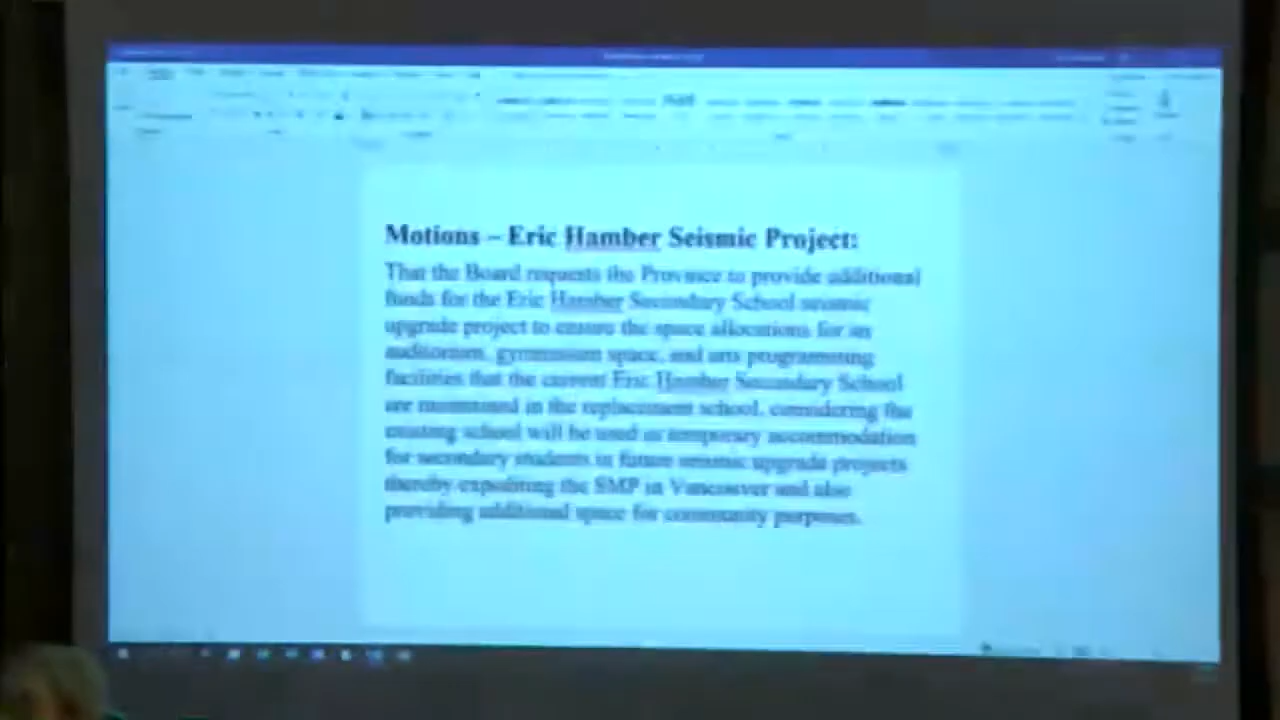 Motions – Eric Hamber Seismic Project:
That the Board requests the Province to provide additional
funds for the Eric Hamber Secondary School seismic
upgrade project to ensure the space allocations for an
auditorium, gymnasium space, and arts programming
facilities that the current Eric Hamber Secondary School
are maintained in the replacement school, considering the
existing school will be used as temporary accommodation
for secondary students in future seismic upgrade projects
thereby expediting the SMP in Vancouver and also
providing additional space for community purposes.